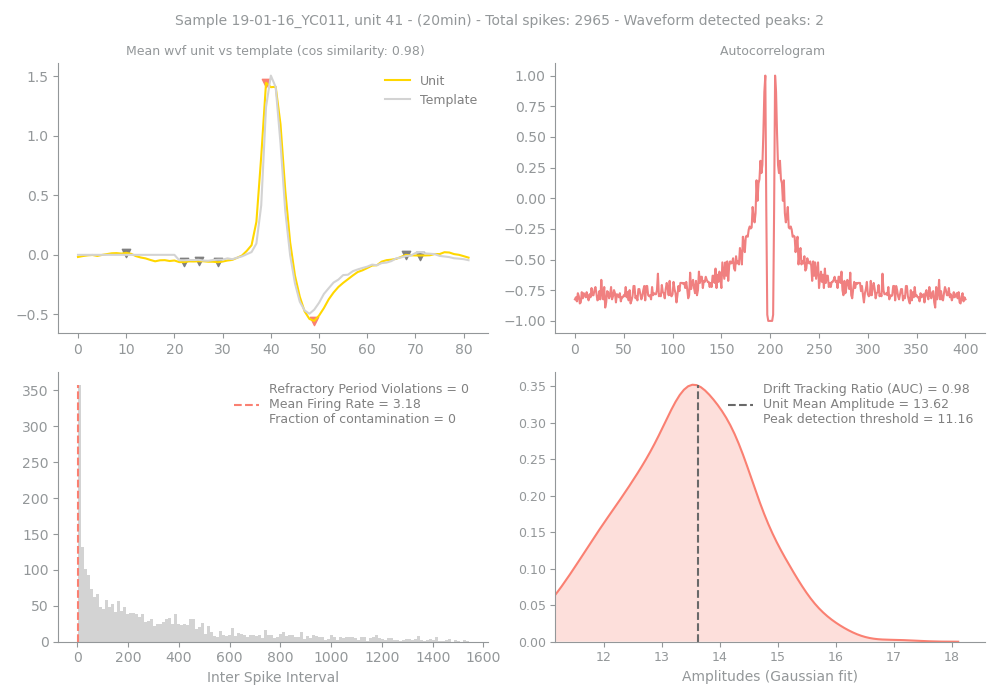 Sample 19-01-16_YC011, unit 41 - (20min) - Total spikes: 2965 - Waveform detected peaks: 2
Mean wvf unit vs template (cos similarity: 0.98)
Unit
Template
1.5
1.0
0.5
0.0
−0.5
0 10 20 30 40 50 60 70 80
Autocorrelogram
1.00
0.75
0.50
0.25
0.00
−0.25
−0.50
−0.75
−1.00
0 50 100 150 200 250 300 350 400
Refractory Period Violations = 0
Mean Firing Rate = 3.18
Fraction of contamination = 0
350
300
250
200
150
100
50
0
0 200 400 600 800 1000 1200 1400 1600
Inter Spike Interval
Drift Tracking Ratio (AUC) = 0.98
Unit Mean Amplitude = 13.62
Peak detection threshold = 11.16
0.35
0.30
0.25
0.20
0.15
0.10
0.05
0.00
12 13 14 15 16 17 18
Amplitudes (Gaussian fit)